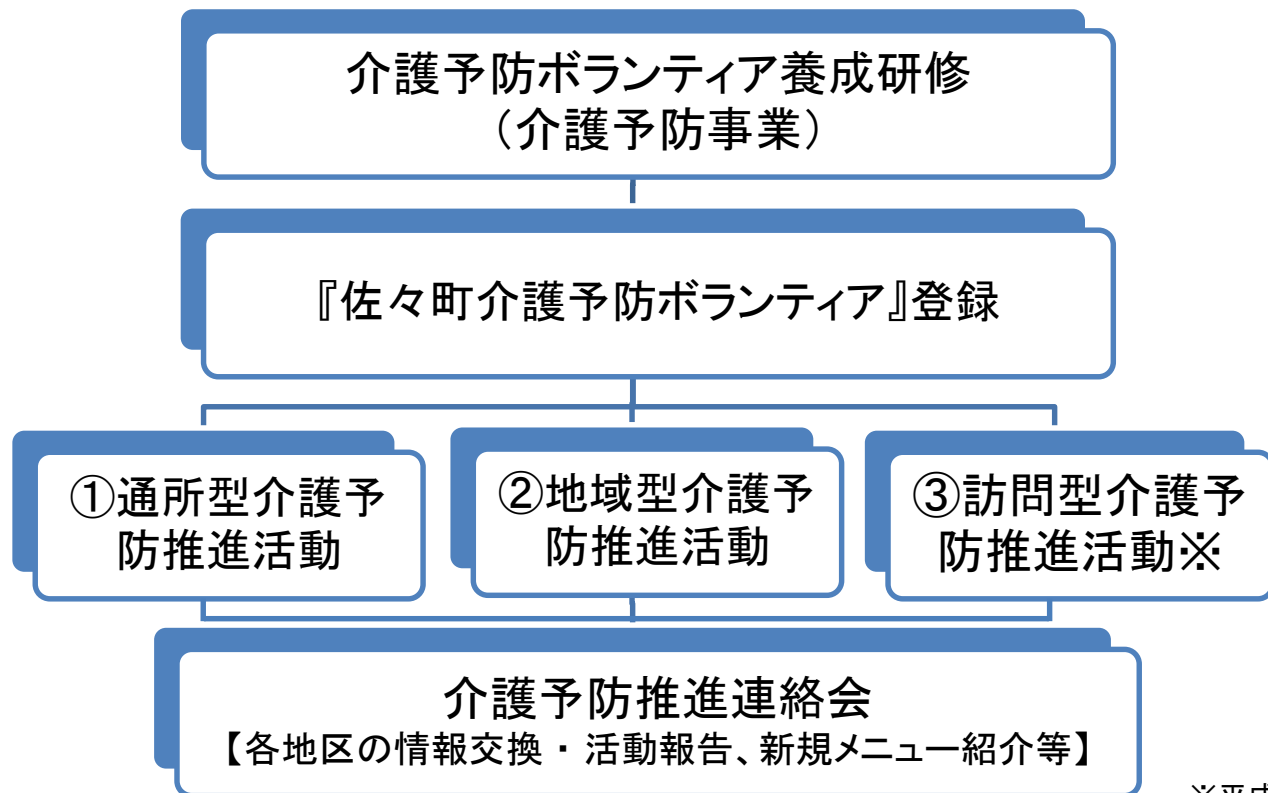 介護予防ボランティア養成研修
（介護予防事業）
『佐々町介護予防ボランティア』登録
①通所型介護予
防推進活動
②地域型介護予
防推進活動
③訪問型介護予
防推進活動※
介護予防推進連絡会
【各地区の情報交換・活動報告、新規メニュー紹介等】